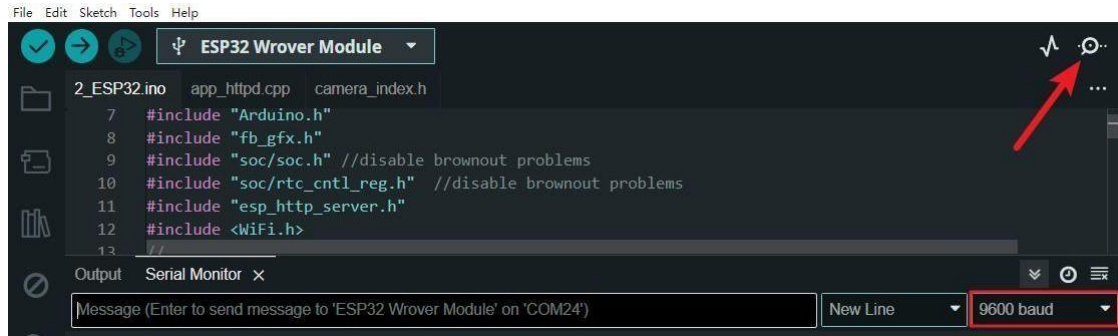 File Edit Sketch Tools Help
ESP32 Wrover Module
2_ESP32.ino app_httpd.cpp camera_index.h
7 #include "Arduino.h"
8 #include "fb_gfx.h"
9 #include "soc/soc.h" //disable brownout problems
10 #include "soc/rtc_cntl_reg.h" //disable brownout problems
11 #include "esp_http_server.h"
12 #include <WiFi.h>
13 //
Output Serial Monitor
Message (Enter to send message to 'ESP32 Wrover Module' on 'COM24') New Line 9600 baud